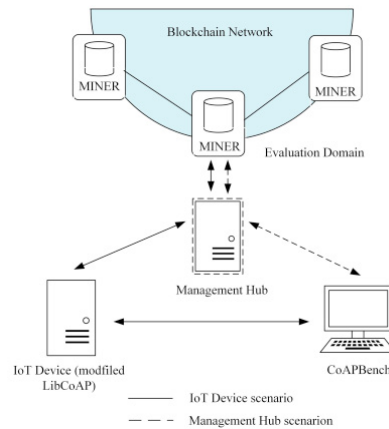 Blockchain Network
MINER
MINER
MINER
Evaluation Domain
Management Hub
IoT Device (modfiled
LibCoAP)
CoAPBench
IoT Device scenario
Management Hub scenarion